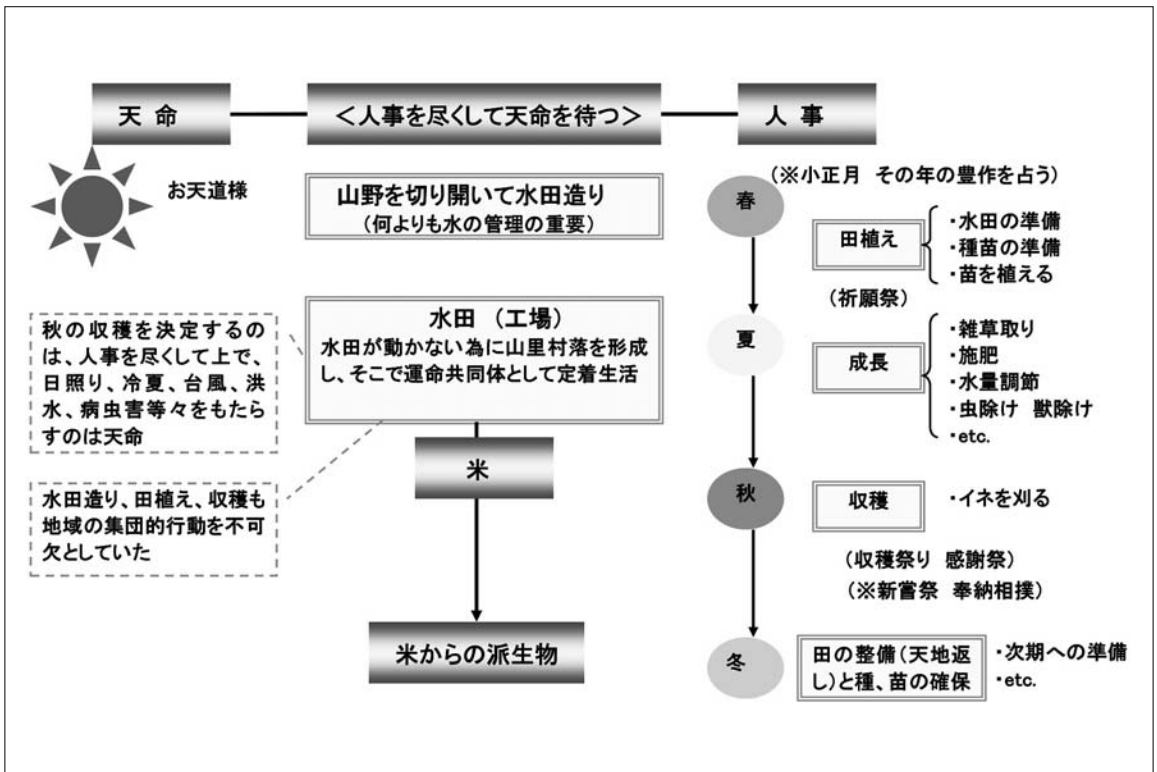 天 命
＜人事を尽くして天命を待つ＞
人 事
お天道様
山野を切り開いて水田造り
(何よりも水の管理の重要)
水田 (工場)
水田が動かない為に山里村落を形成
し、そこで運命共同体として定着生活
秋の収穫を決定するの
は、人事を尽くして上で、
日照り、冷夏、台風、洪
水、病虫害等々をもたら
すのは天命
水田造り、田植え、収穫も
地域の集団的行動を不可
欠としていた
米
米からの派生物
(※小正月 その年の豊作を占う)
春
田植え
・水田の準備
・種苗の準備
・苗を植える
(祈願祭)
夏
成長
・雑草取り
・施肥
・水量調節
・虫除け 獣除け
・etc.
秋
収穫
・イネを刈る
(収穫祭り 感謝祭)
(※新嘗祭 奉納相撲)
冬
田の整備(天地返
し)と種、苗の確保
・次期への準備
・etc.